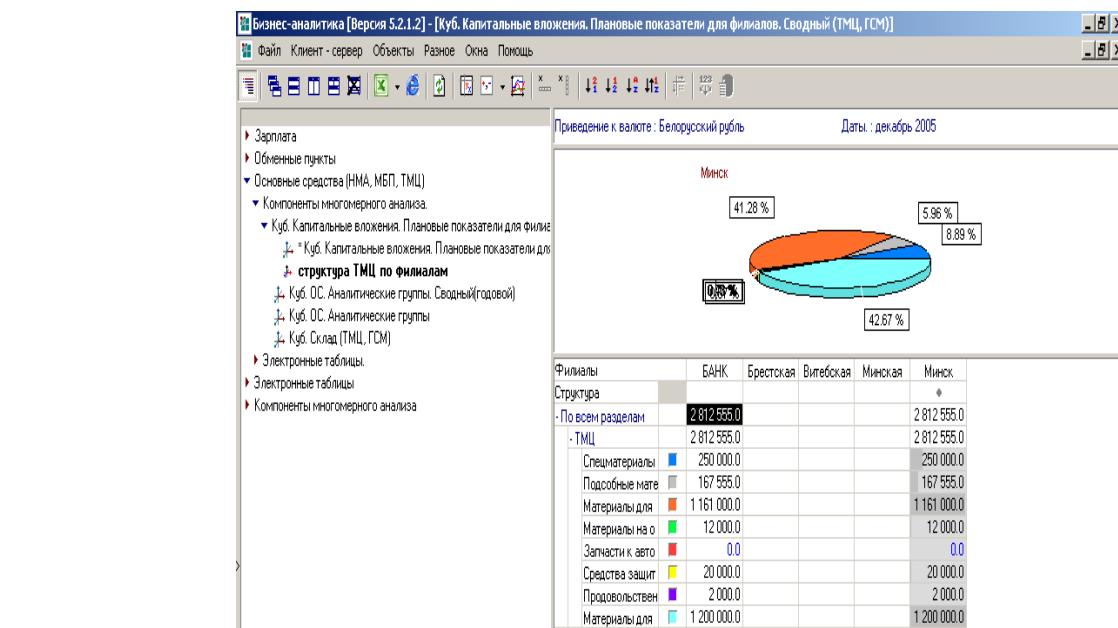 Бизнес-аналитика [Версия 5.2.1.2] - [Куб. Капитальные вложения. Плановые показатели для филиалов. Сводный (ТМЦ, ГСМ)]
Файл Клиент - сервер Объекты Разное Окна Помощь
Зарплата
Обменные пункты
Основные средства (НМА, МБП, ТМЦ)
Компоненты многомерного анализа.
Куб. Капитальные вложения. Плановые показатели для филиа
* Куб. Капитальные вложения. Плановые показатели дл
структура ТМЦ по филиалам
Куб. ОС. Аналитические группы. Сводный(годовой)
Куб. ОС. Аналитические группы
Куб. Склад (ТМЦ, ГСМ)
Электронные таблицы.
Электронные таблицы
Компоненты многомерного анализа
Приведение к валюте : Белорусский рубль Даты. : декабрь 2005
Минск
41.28 %
5.96 %
8.89 %
42.67 %
Филиалы БАНК Брестская Витебская Минская Минск
Структура
- По всем разделам 2 812 555.0 2 812 555.0
- ТМЦ 2 812 555.0 2 812 555.0
Спецматериалы 250 000.0 250 000.0
Подсобные мате 167 555.0 167 555.0
Материалы для 1 161 000.0 1 161 000.0
Материалы на о 12 000.0 12 000.0
Запчасти к авто 0.0 0.0
Средства защит 20 000.0 20 000.0
Продовольствен 2 000.0 2 000.0
Материалы для 1 200 000.0 1 200 000.0